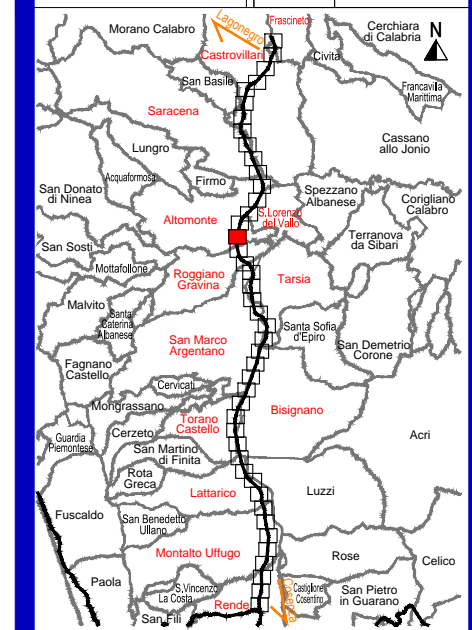 Lagonegro
Frascineto
Morano Calabro
Cerchiara
di Calabria
N
Castrovillari
Civita
San Basile
Francavilla
Marittima
Saracena
Cassano
allo Jonio
Lungro
Acquaformosa
Firmo
San Donato
di Ninea
Spezzano
Albanese
Corigliano
Calabro
Altomonte
S.Lorenzo
del Vallo
Terranova
da Sibari
San Sosti
Mottafollone
Roggiano
Gravina
Tarsia
Malvito
Santa
Caterina
Albanese
San Marco
Argentano
Santa Sofia
d'Epiro
San Demetrio
Corone
Fagnano
Castello
Cervicati
Mongrassano
Bisignano
Torano
Castello
Guardia
Piemontese
Cerzeto
Acri
San Martino
di Finita
Rota
Greca
Lattarico
Luzzi
Fuscaldo
San Benedetto
Ullano
Montalto Uffugo
Rose
Celico
Paola
S.Vincenzo
La Costa
Cosenza
Castiglione
Cosentino
San Pietro
in Guarano
Rende
San Fili